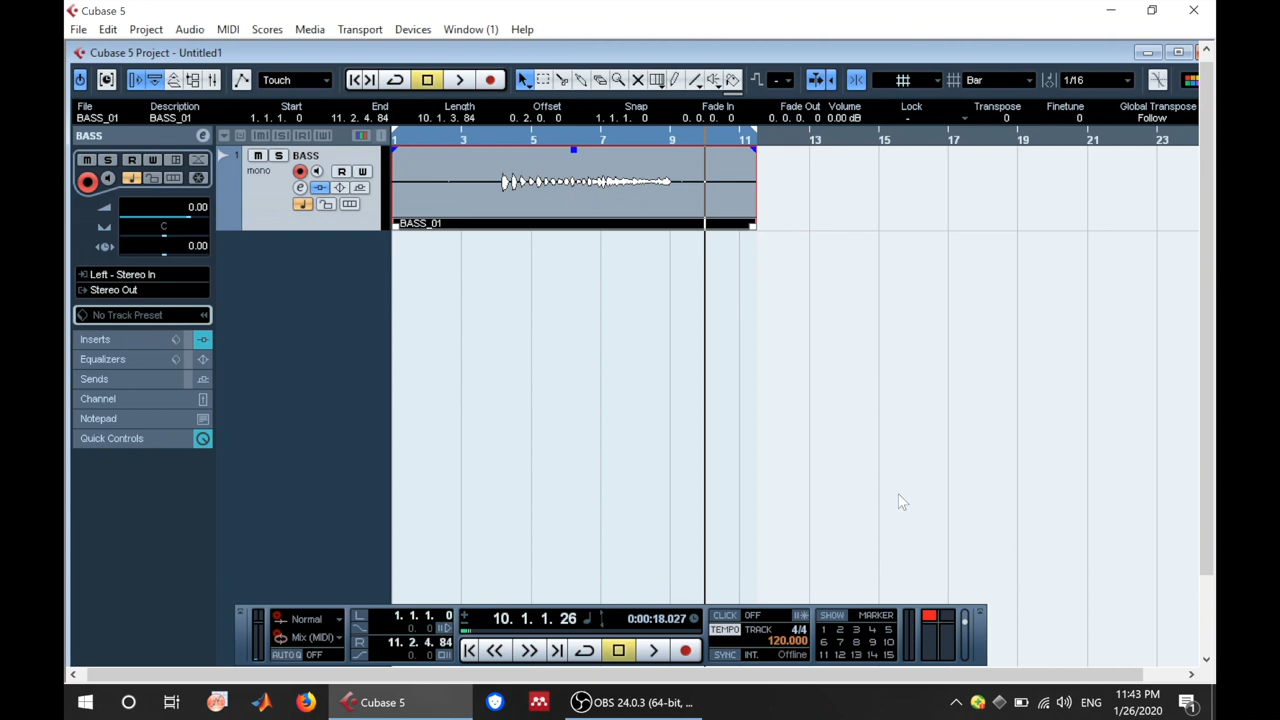 Cubase 5
File Edit Project Audio MIDI Scores Media Transport Devices Window (1) Help
Cubase 5 Project - Untitled1
Touch Bar 1/16
File Description Start End Length Offset Snap Fade In Fade Out Volume Lock Transpose Finetune Global Transpose
BASS_01 BASS_01 1. 1. 1. 0 11. 2. 4. 84 10. 1. 3. 84 0. 2. 0. 0 1. 1. 1. 0 0. 0. 0. 0 0. 0. 0. 0 0.00 dB - 0 0 Follow
BASS
1 3 5 7 9 11 13 15 17 19 21 23
M S R W
1 M S BASS
mono R W
0.00
C
0.00
Left - Stereo In
Stereo Out
No Track Preset
BASS_01
Inserts
Equalizers
Sends
Channel
Notepad
Quick Controls
Normal L 1. 1. 1. 0 10. 1. 1. 26 0:00:18.027 CLICK OFF SHOW MARKER
0. 0
TEMPO TRACK 4/4 1 2 3 4 5
Mix (MIDI) R 11. 2. 4. 84 120.000 6 7 8 9 10
AUTO Q OFF 0. 0 SYNC INT. Offline 11 12 13 14 15
Cubase 5 OBS 24.0.3 (64-bit, ... ENG
11:43 PM
1/26/2020
1